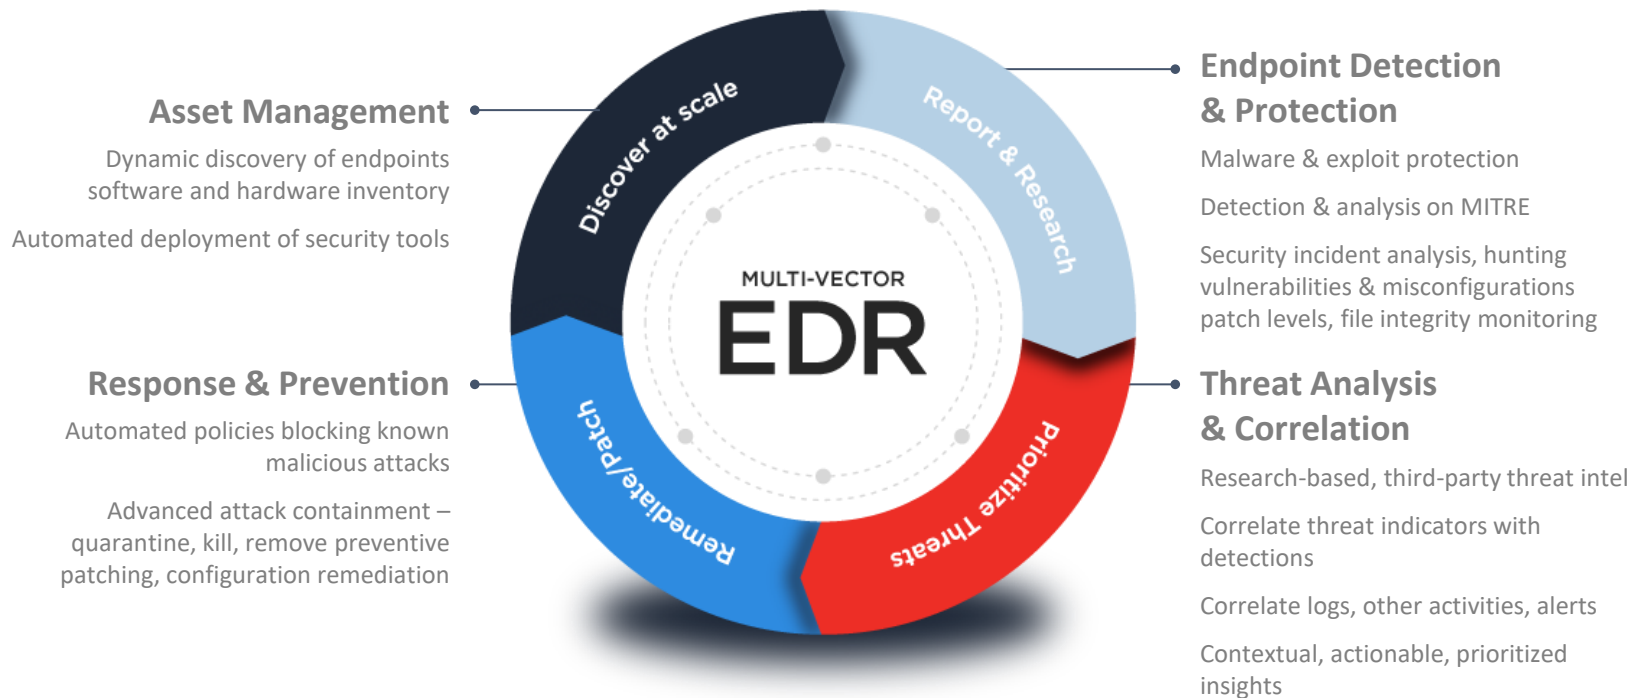 Asset Management
Dynamic discovery of endpoints
software and hardware inventory
Automated deployment of security tools
Response & Prevention
Automated policies blocking known
malicious attacks
Advanced attack containment –
quarantine, kill, remove preventive
patching, configuration remediation
Discover at scale
Report & Research
Prioritize Threats
Remediate/Patch
MULTI-VECTOR
EDR
Endpoint Detection
& Protection
Malware & exploit protection
Detection & analysis on MITRE
Security incident analysis, hunting
vulnerabilities & misconfigurations
patch levels, file integrity monitoring
Threat Analysis
& Correlation
Research-based, third-party threat intel
Correlate threat indicators with
detections
Correlate logs, other activities, alerts
Contextual, actionable, prioritized
insights